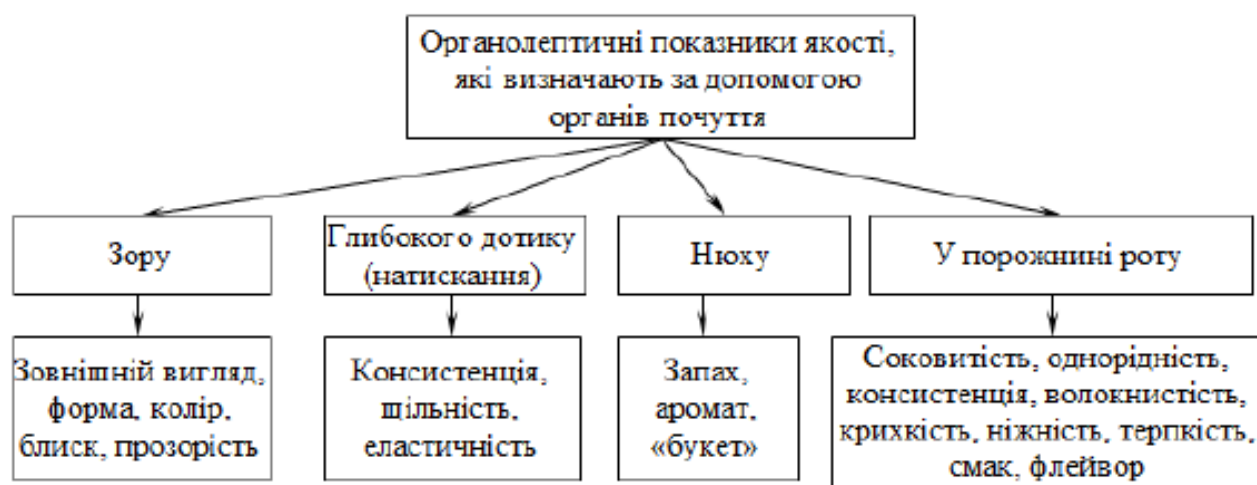 Органолептичні показники якості,
які визначають за допомогою
органів почуття
Зору
Глибокого дотику
(натискання)
Нюху
У порожнині роту
Зовнішній вигляд,
форма, колір,
блиск, прозорість
Консистенція,
щільність,
еластичність
Запах,
аромат,
«букет»
Соковитість, однорідність,
консистенція, волокнистість,
крихкість, ніжність, терпкість,
смак, флейвор